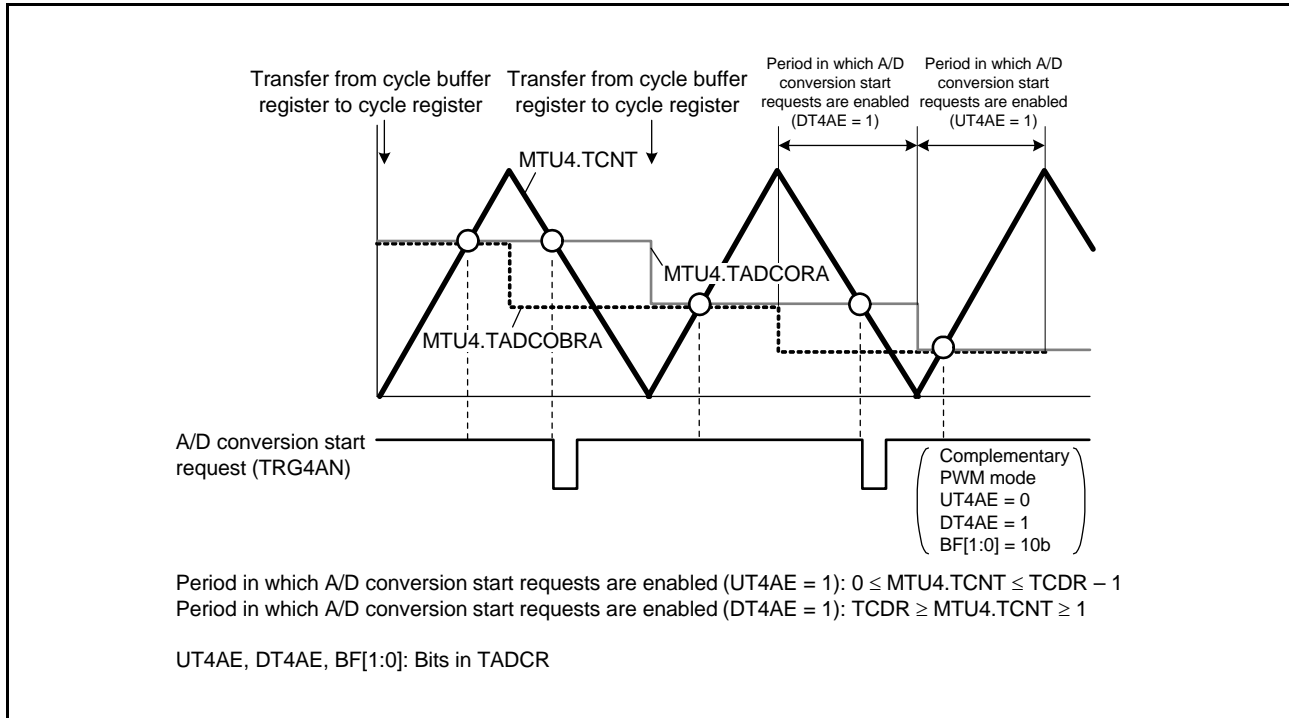 Transfer from cycle buffer
register to cycle register
Transfer from cycle buffer
register to cycle register
Period in which A/D
conversion start
requests are enabled
(DT4AE = 1)
Period in which A/D
conversion start
requests are enabled
(UT4AE = 1)
MTU4.TCNT
MTU4.TADCORA
MTU4.TADCOBRA
A/D conversion start
request (TRG4AN)
Complementary
PWM mode
UT4AE = 0
DT4AE = 1
BF[1:0] = 10b
Period in which A/D conversion start requests are enabled (UT4AE = 1): 0 ≤ MTU4.TCNT ≤ TCDR – 1
Period in which A/D conversion start requests are enabled (DT4AE = 1): TCDR ≥ MTU4.TCNT ≥ 1
UT4AE, DT4AE, BF[1:0]: Bits in TADCR